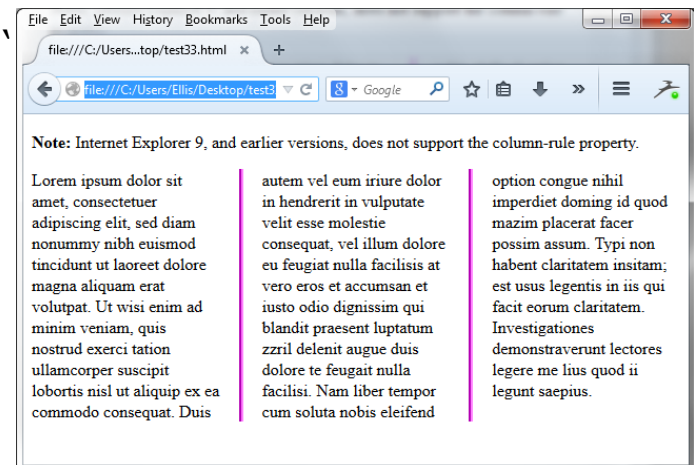 File Edit View History Bookmarks Tools Help
file:///C:/Users...top/test33.html × +
file:///C:/Users/Ellis/Desktop/test3
8 Google
Note: Internet Explorer 9, and earlier versions, does not support the column-rule property.
Lorem ipsum dolor sit
amet, consectetuer
adipiscing elit, sed diam
nonummy nibh euismod
tincidunt ut laoreet dolore
magna aliquam erat
volutpat. Ut wisi enim ad
minim veniam, quis
nostrud exerci tation
ullamcorper suscipit
lobortis nisl ut aliquip ex ea
commodo consequat. Duis
autem vel eum iriure dolor
in hendrerit in vulputate
velit esse molestie
consequat, vel illum dolore
eu feugiat nulla facilisis at
vero eros et accumsan et
iusto odio dignissim qui
blandit praesent luptatum
zzril delenit augue duis
dolore te feugait nulla
facilisi. Nam liber tempor
cum soluta nobis eleifend
option congue nihil
imperdiet doming id quod
mazim placerat facer
possim assum. Typi non
habent claritatem insitam;
est usus legentis in iis qui
facit eorum claritatem.
Investigationes
demonstraverunt lectores
legere me lius quod ii
legunt saepius.